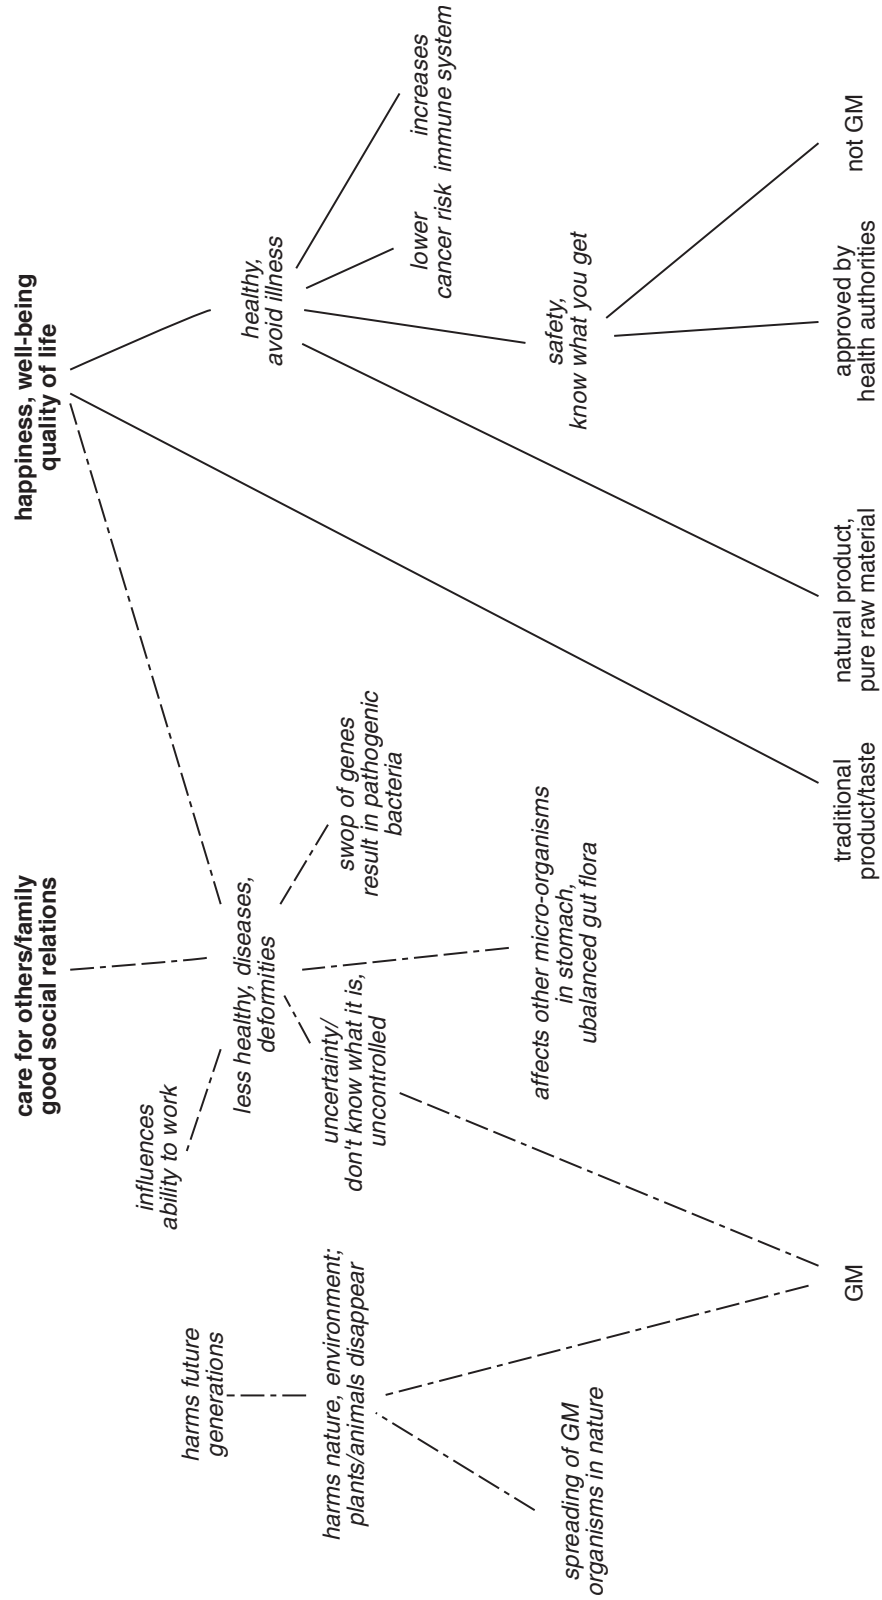 care for others/family
good social relations
happiness, well-being
quality of life
influences
ability to work
harms future
generations
less healthy, diseases,
deformities
healthy,
avoid illness
harms nature, environment;
plants/animals disappear
uncertainty/
don't know what it is,
uncontrolled
swop of genes
result in pathogenic
bacteria
lower
cancer risk
increases
immune system
spreading of GM
organisms in nature
affects other micro-organisms
in stomach,
ubalanced gut flora
safety,
know what you get
GM
traditional
product/taste
natural product,
pure raw material
approved by
health authorities
not GM